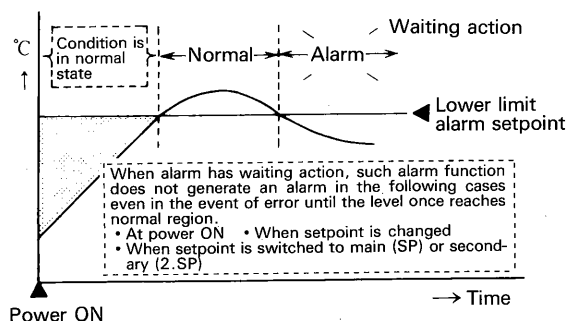 Waiting action
°C
Condition is
in normal
state
Normal
Alarm
Lower limit
alarm setpoint
When alarm has waiting action, such alarm function
does not generate an alarm in the following cases
even in the event of error until the level once reaches
normal region.
• At power ON • When setpoint is changed
• When setpoint is switched to main (SP) or second-
ary (2.SP)
→ Time
Power ON